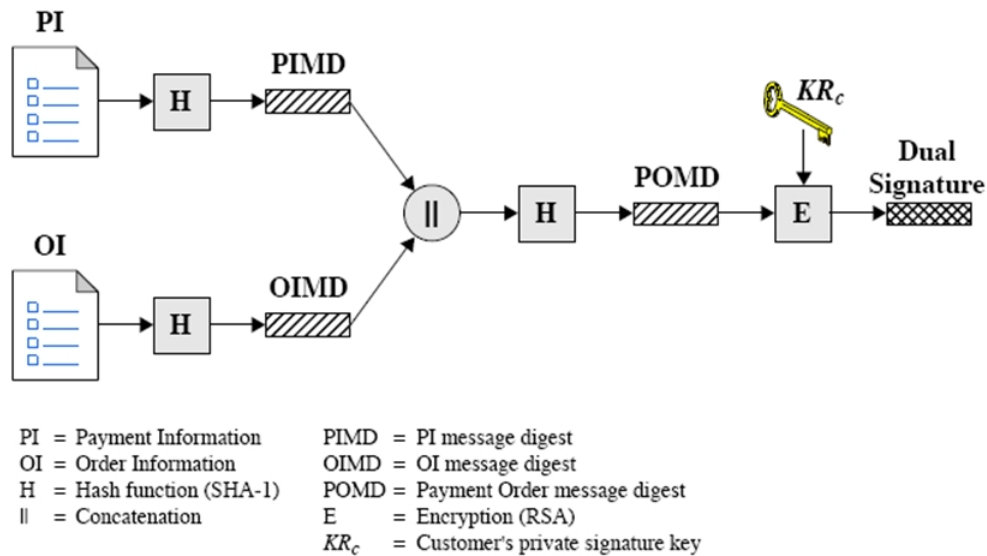 PI
H
PIMD
KRc
Dual
Signature
||
H
POMD
E
OI
H
OIMD
PI = Payment Information
OI = Order Information
H = Hash function (SHA-1)
|| = Concatenation
PIMD = PI message digest
OIMD = OI message digest
POMD = Payment Order message digest
E = Encryption (RSA)
KRc = Customer's private signature key